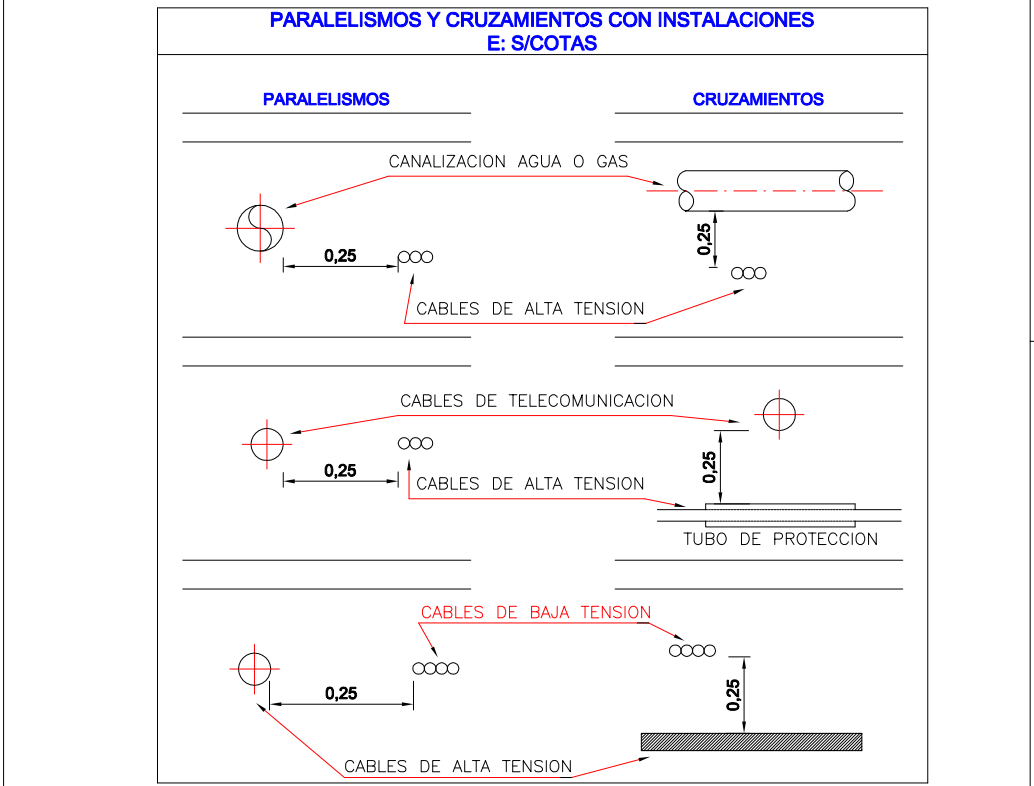 PARALELISMOS Y CRUZAMIENTOS CON INSTALACIONES
E: S/COTAS
PARALELISMOS
CRUZAMIENTOS
CANALIZACION AGUA O GAS
0,25
0,25
CABLES DE ALTA TENSION
CABLES DE TELECOMUNICACION
0,25
0,25
CABLES DE ALTA TENSION
TUBO DE PROTECCION
CABLES DE BAJA TENSION
0,25
0,25
CABLES DE ALTA TENSION